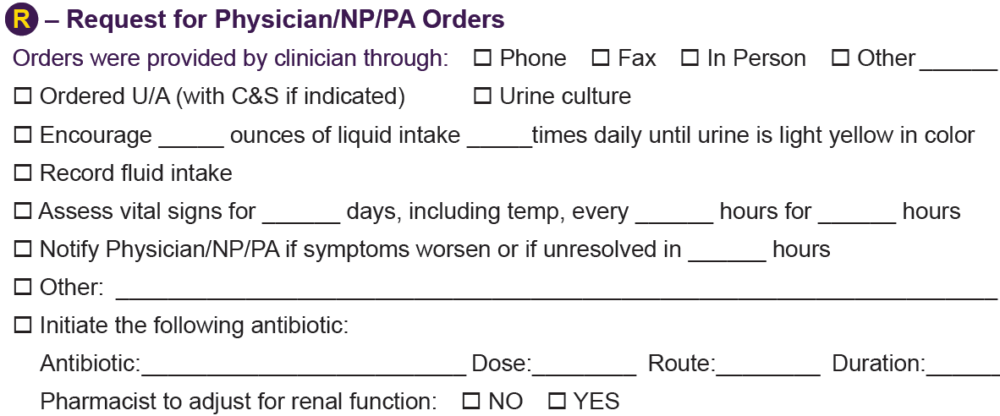 R – Request for Physician/NP/PA Orders
Orders were provided by clinician through: ☐ Phone ☐ Fax ☐ In Person ☐ Other ______
☐ Ordered U/A (with C&S if indicated) ☐ Urine culture
☐ Encourage _____ ounces of liquid intake _____times daily until urine is light yellow in color
☐ Record fluid intake
☐ Assess vital signs for ______ days, including temp, every ______ hours for ______ hours
☐ Notify Physician/NP/PA if symptoms worsen or if unresolved in ______ hours
☐ Other: ____________________________________________________________________
☐ Initiate the following antibiotic:
Antibiotic:_________________________ Dose:________ Route:________ Duration:______
Pharmacist to adjust for renal function: ☐ NO ☐ YES